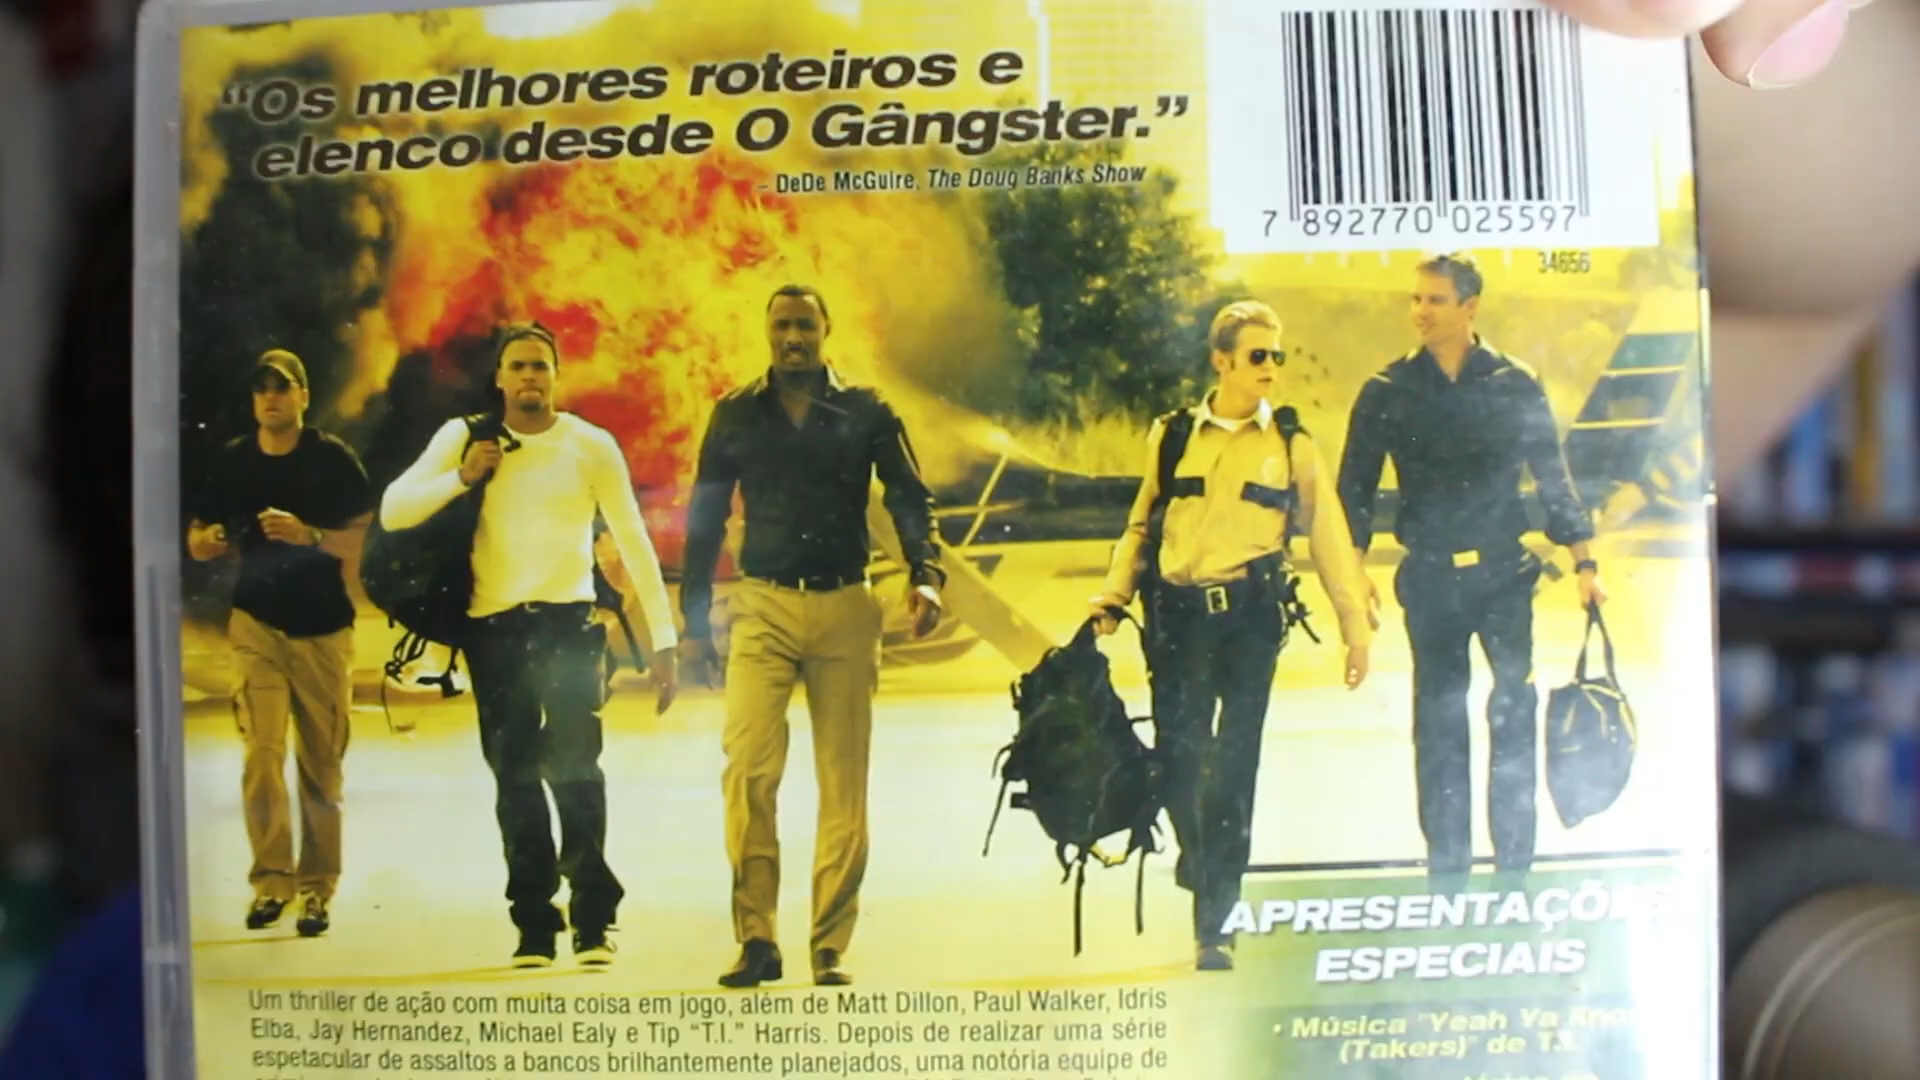 “Os melhores roteiros e
elenco desde O Gângster.”
– DeDe McGuire, The Doug Banks Show
7 892770 025597
34656
Um thriller de ação com muita coisa em jogo, além de Matt Dillon, Paul Walker, Idris
Elba, Jay Hernandez, Michael Ealy e Tip “T.I.” Harris. Depois de realizar uma série
espetacular de assaltos a bancos brilhantemente planejados, uma notória equipe de
APRESENTAÇÕES
ESPECIAIS
• Música "Yeah Ya Know
(Takers)" de T.I.